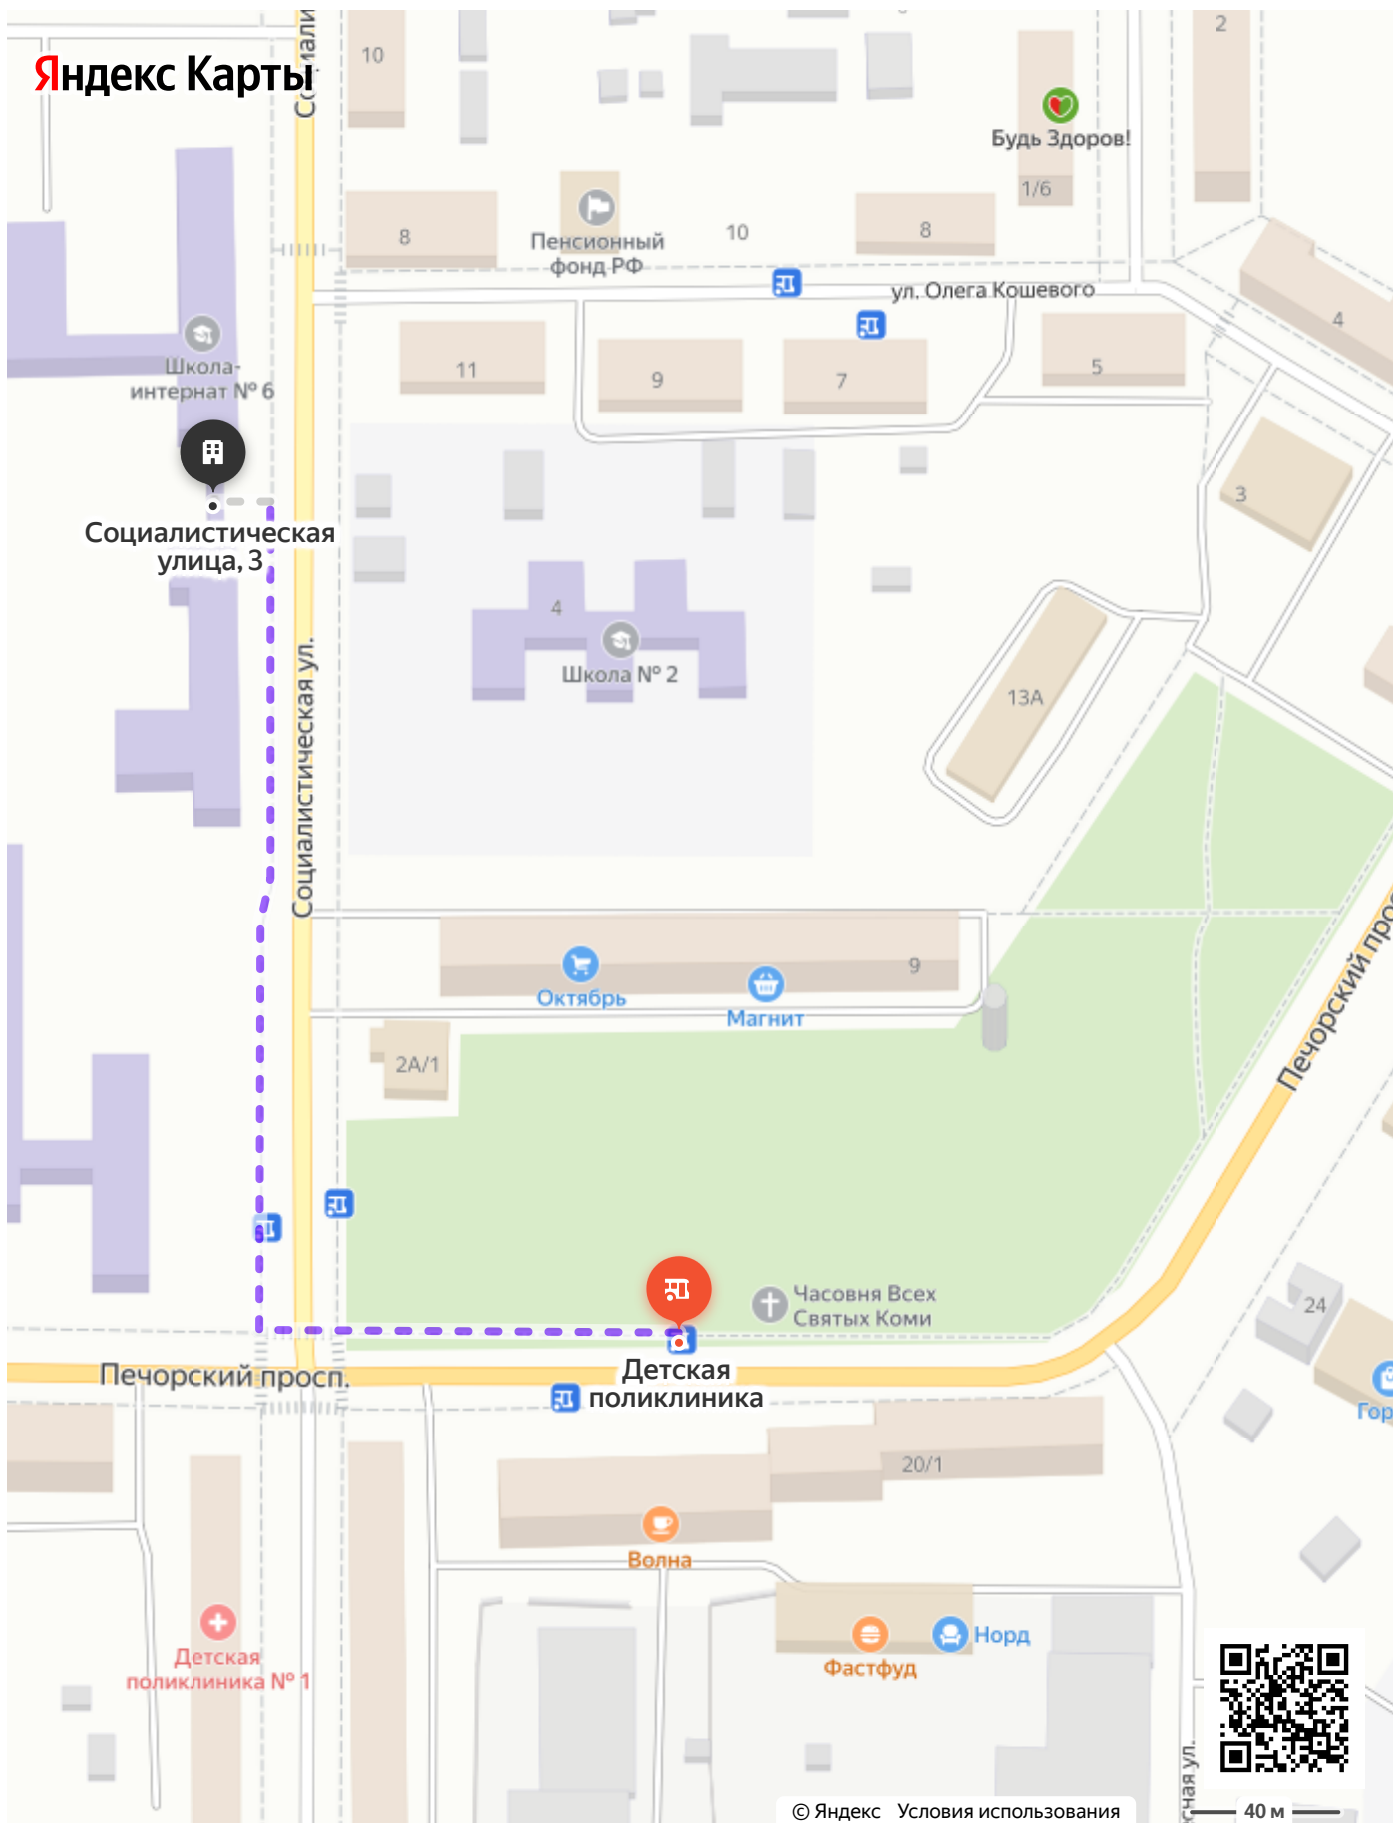 Яндекс Карты
10
2
Будь Здоров!
1/6
8
Пенсионный
фонд РФ
10
8
ул. Олега Кошевого
4
Школа-
интернат № 6
11
9
7
5
3
Социалистическая
улица, 3
4
Школа № 2
13А
Социалистическая ул.
9
Октябрь
Магнит
2А/1
Печорский
Часовня Всех
Святых Коми
24
Печорский просп.
Детская
поликлиника
20/1
Волна
Детская
поликлиника № 1
Фастфуд
Норд
© Яндекс Условия использования
40 м